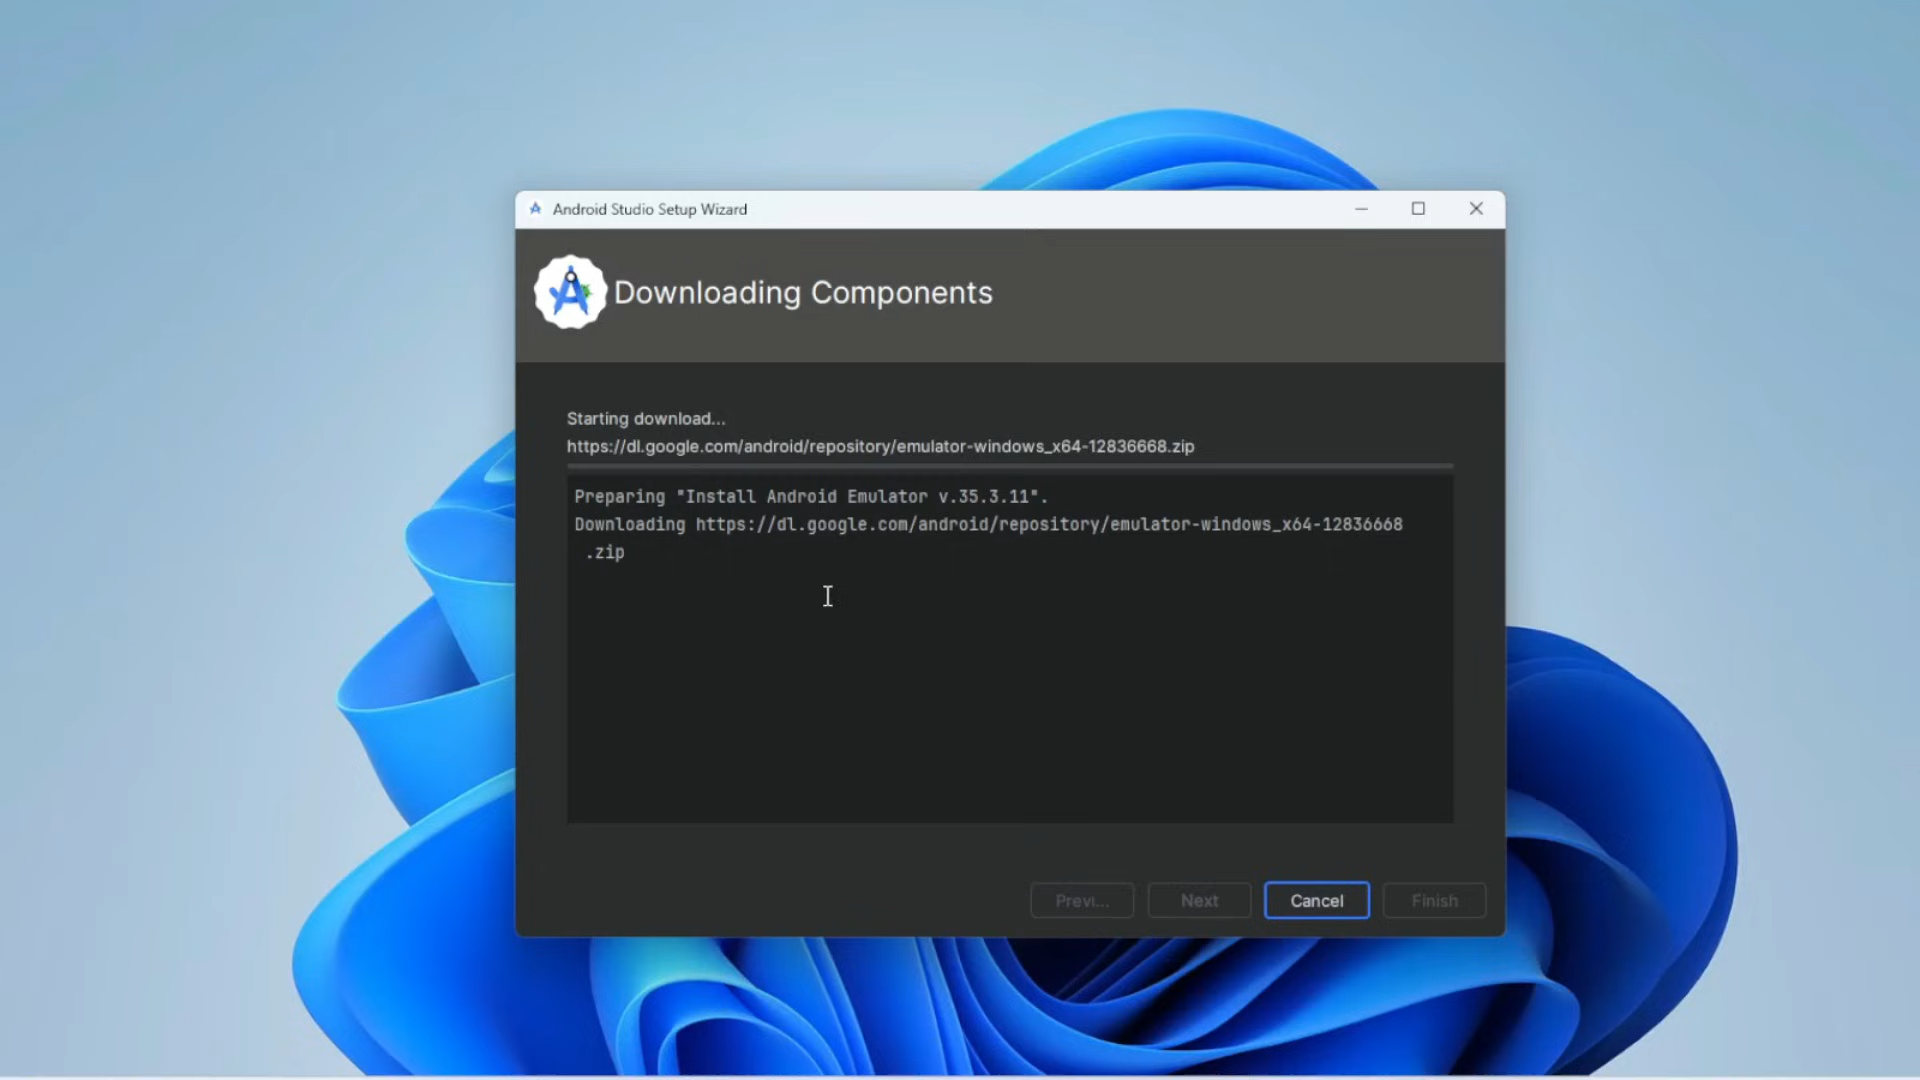 Android Studio Setup Wizard
Downloading Components
Starting download...
https://dl.google.com/android/repository/emulator-windows_x64-12836668.zip
Preparing "Install Android Emulator v.35.3.11".
Downloading https://dl.google.com/android/repository/emulator-windows_x64-12836668
.zip
Previ... Next Cancel Finish